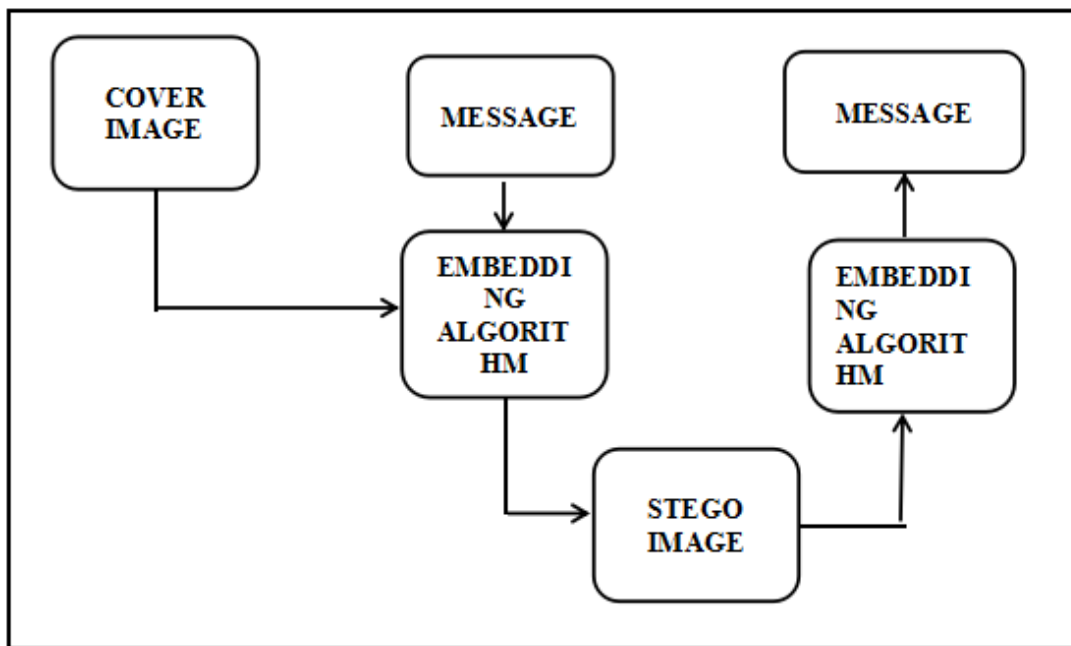 COVER
IMAGE
MESSAGE
MESSAGE
EMBEDDI
NG
ALGORIT
HM
EMBEDDI
NG
ALGORIT
HM
STEGO
IMAGE